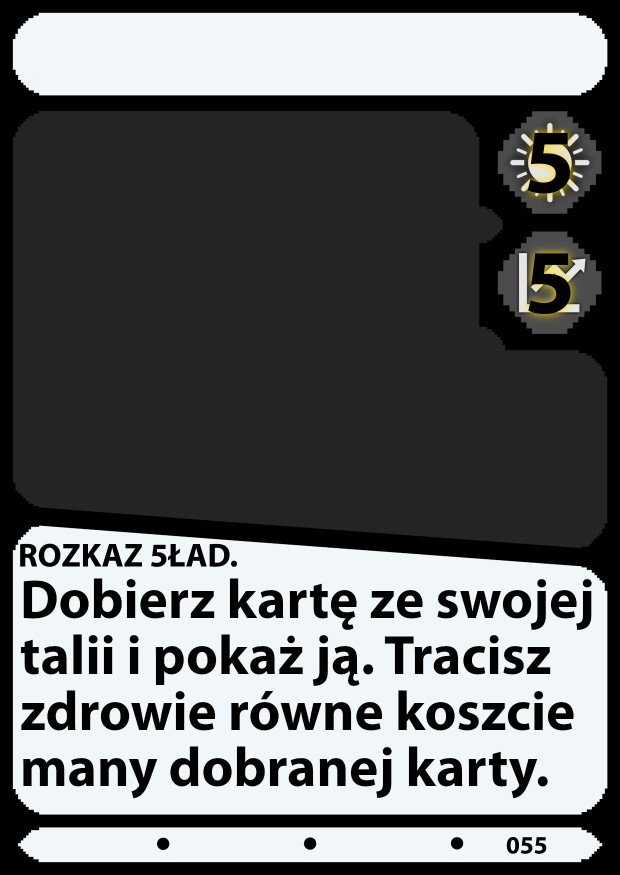 5
5
ROZKAZ 5ŁAD.
Dobierz kartę ze swojej
talii i pokaż ją. Tracisz
zdrowie równe koszcie
many dobranej karty.
055